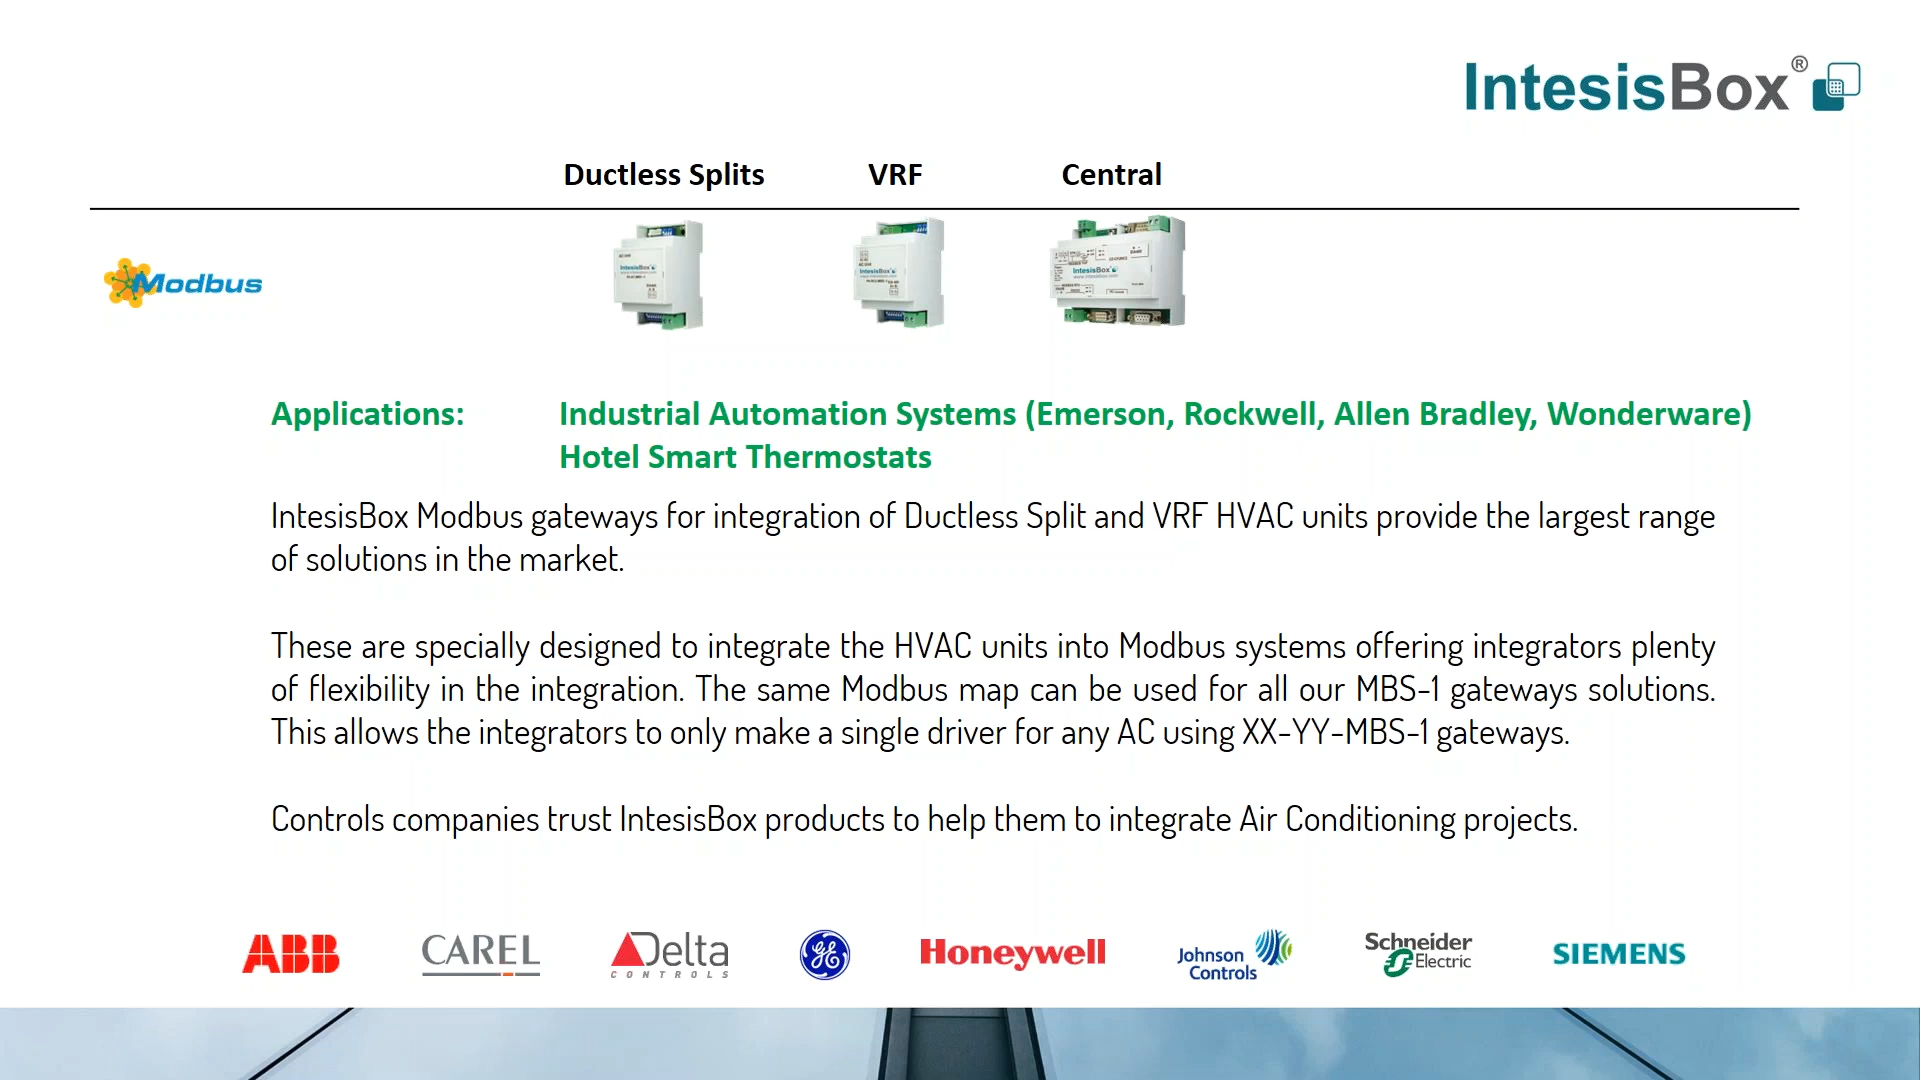 IntesisBox®
Ductless Splits VRF Central
Modbus
IntesisBox
IntesisBox
IntesisBox
Applications: Industrial Automation Systems (Emerson, Rockwell, Allen Bradley, Wonderware)
Hotel Smart Thermostats
IntesisBox Modbus gateways for integration of Ductless Split and VRF HVAC units provide the largest range
of solutions in the market.
These are specially designed to integrate the HVAC units into Modbus systems offering integrators plenty
of flexibility in the integration. The same Modbus map can be used for all our MBS-1 gateways solutions.
This allows the integrators to only make a single driver for any AC using XX-YY-MBS-1 gateways.
Controls companies trust IntesisBox products to help them to integrate Air Conditioning projects.
ABB
CAREL
Delta
CONTROLS
GE
Honeywell
Johnson
Controls
Schneider
Electric
SIEMENS